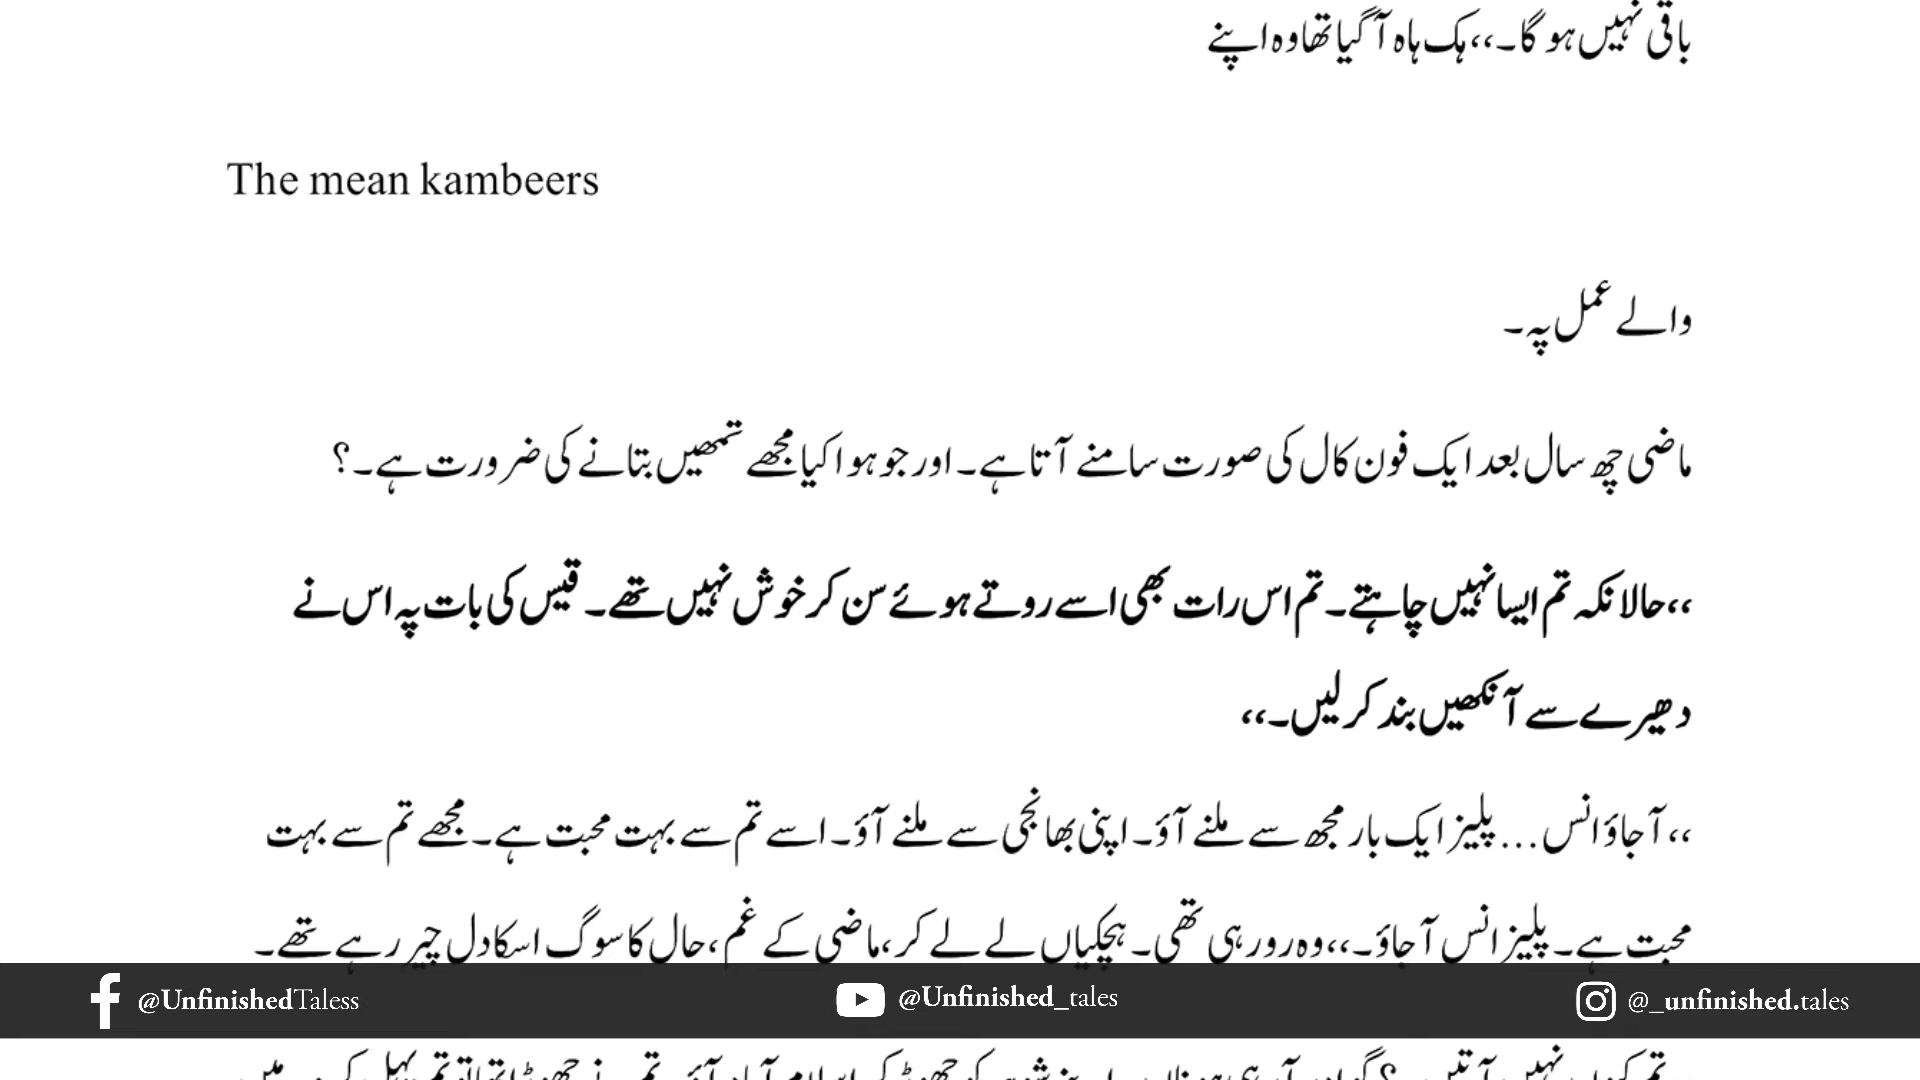 باقی نہیں ہو گا۔،،ہک ہاہ آگیا تھا وہ اپنے
The mean kambeers
والے عمل پہ۔
ماضی چھ سال بعد ایک فون کال کی صورت سامنے آتا ہے۔ اور جو ہوا کیا مجھے تمھیں بتانے کی ضرورت ہے۔؟
،،حالانکہ تم ایسا نہیں چاہتے۔ تم اس رات بھی اسے روتے ہوئے سن کر خوش نہیں تھے۔ قیس کی بات پہ اس نے
دھیرے سے آنکھیں بند کر لیں۔،،
،،آجاؤ انس... پلیز ایک بار مجھ سے ملنے آؤ۔ اپنی بھانجی سے ملنے آؤ۔ اسے تم سے بہت محبت ہے۔ مجھے تم سے بہت
محبت ہے۔ پلیز انس آجاؤ۔،،وہ رو رہی تھی۔ ہچکیاں لے لے کر، ماضی کے غم، حال کا سوگ اسکا دل چیر رہے تھے۔
@UnfinishedTaless @Unfinished_tales @_unfinished.tales